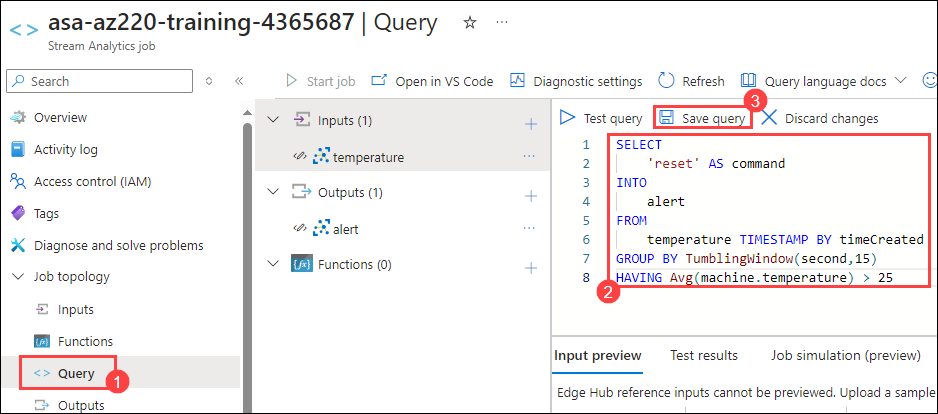 asa-az220-training-4365687 | Query
Stream Analytics job
Search
Overview
Activity log
Access control (IAM)
Tags
Diagnose and solve problems
Job topology
Inputs
Functions
Query
1
Outputs
Start job
Open in VS Code
Diagnostic settings
Refresh
Query language docs
Inputs (1)
temperature
Outputs (1)
alert
Functions (0)
Test query
Save query
3
Discard changes
1 SELECT
2 'reset' AS command
3 INTO
4 alert
5 FROM
6 temperature TIMESTAMP BY timeCreated
7 GROUP BY TumblingWindow(second,15)
8 HAVING Avg(machine.temperature) > 25
2
Input preview
Test results
Job simulation (preview)
Edge Hub reference inputs cannot be previewed. Upload a sample